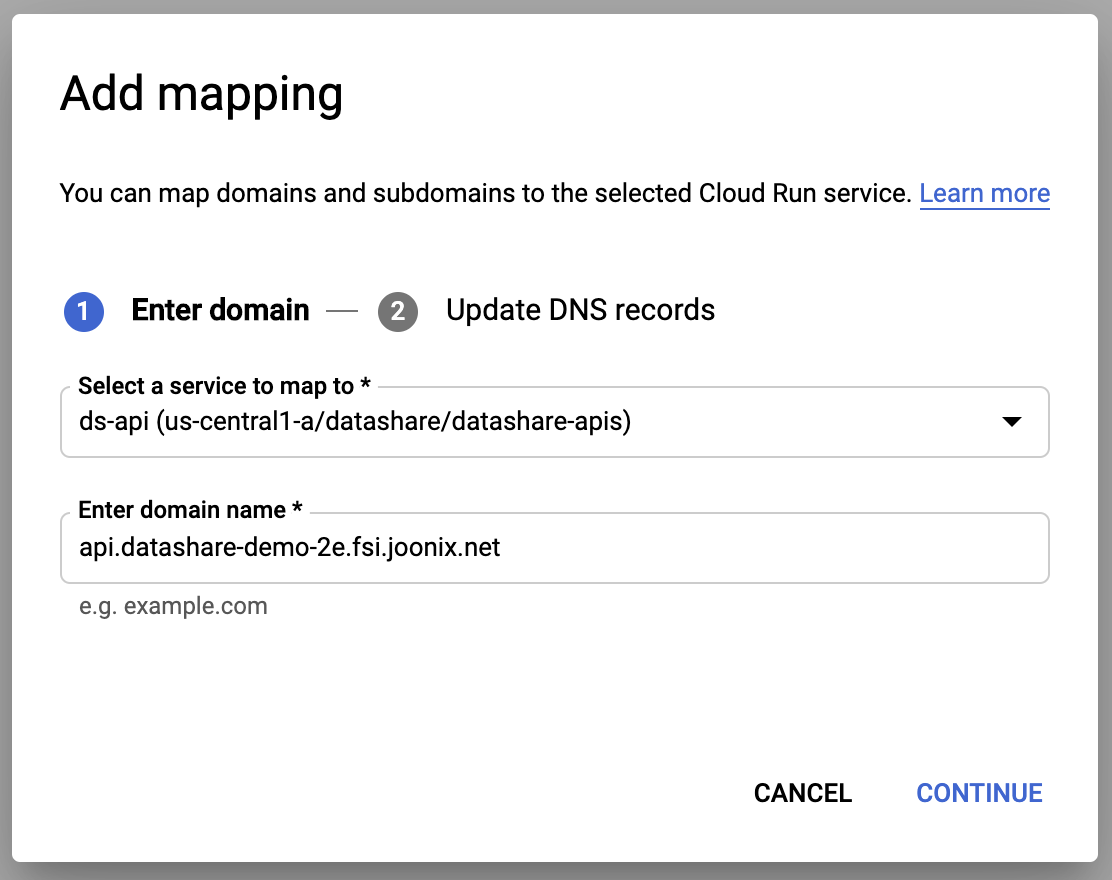 Add mapping
You can map domains and subdomains to the selected Cloud Run service. Learn more
1 Enter domain — 2 Update DNS records
Select a service to map to *
ds-api (us-central1-a/datashare/datashare-apis)
Enter domain name *
api.datashare-demo-2e.fsi.joonix.net
e.g. example.com
CANCEL CONTINUE